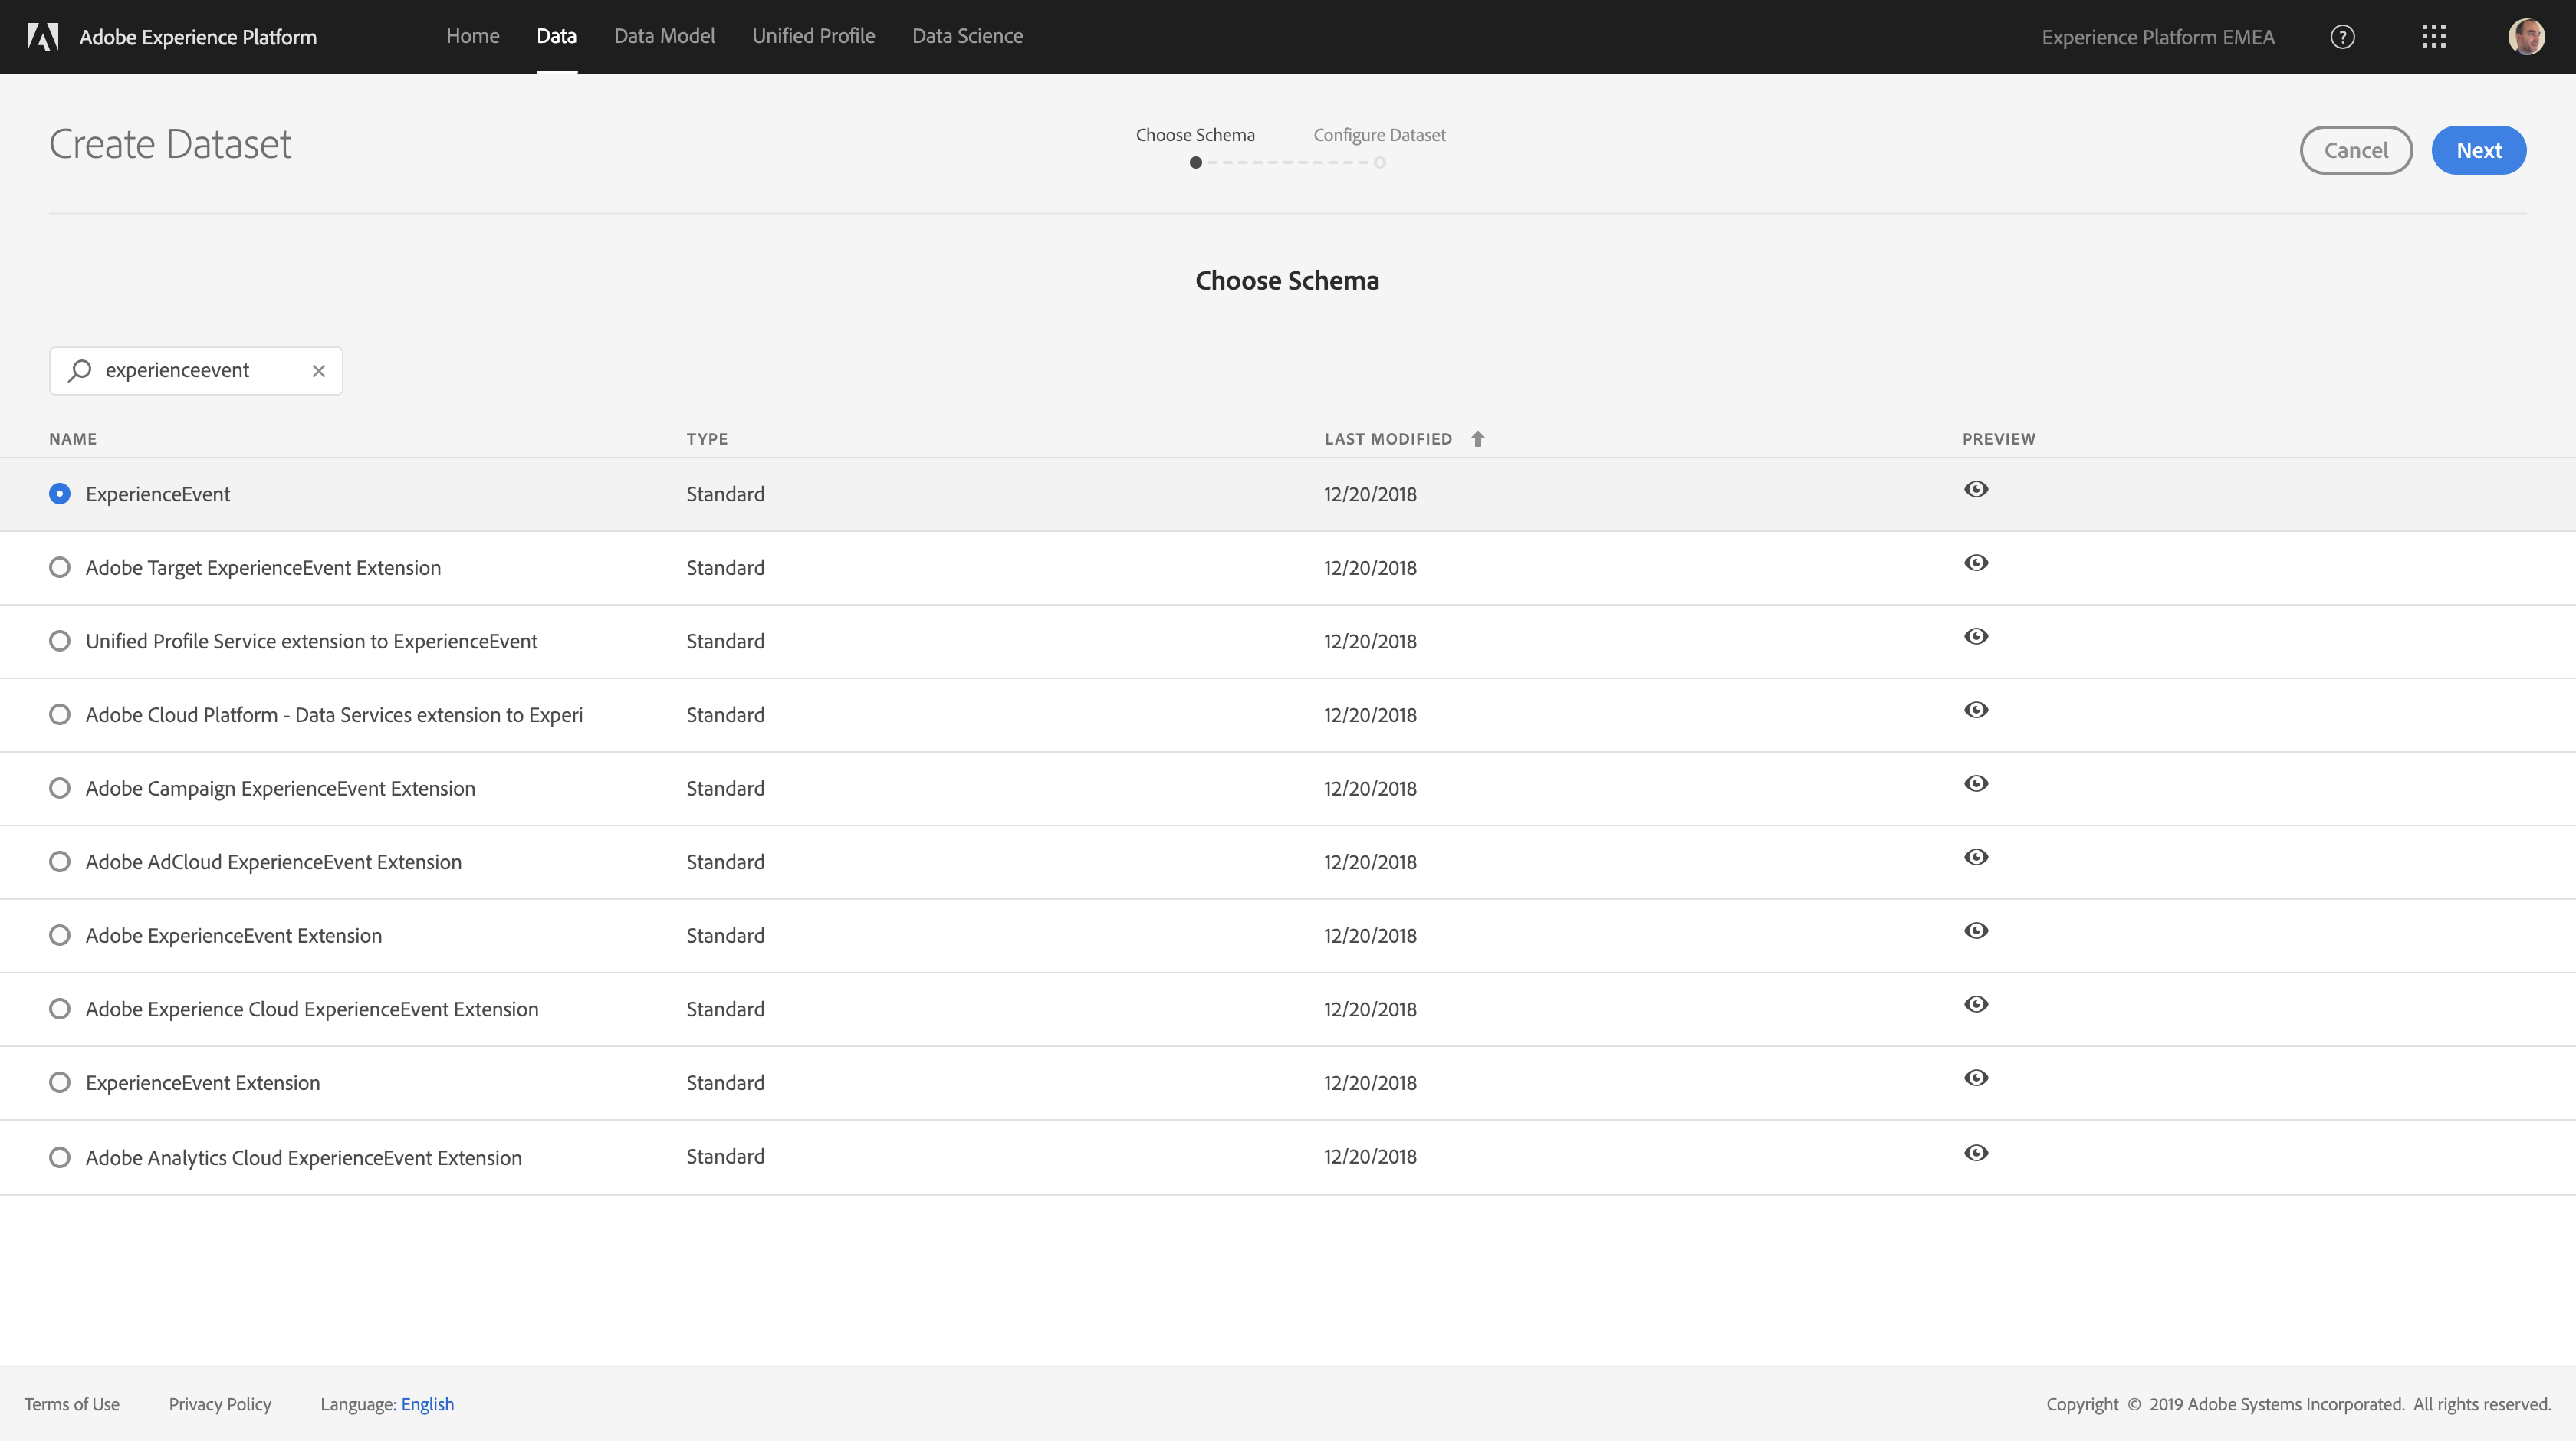 Adobe Experience Platform Home Data Data Model Unified Profile Data Science Experience Platform EMEA ?
Create Dataset
Choose Schema Configure Dataset
Cancel Next
Choose Schema
experienceevent
NAME TYPE LAST MODIFIED PREVIEW
ExperienceEvent Standard 12/20/2018
Adobe Target ExperienceEvent Extension Standard 12/20/2018
Unified Profile Service extension to ExperienceEvent Standard 12/20/2018
Adobe Cloud Platform - Data Services extension to Experi Standard 12/20/2018
Adobe Campaign ExperienceEvent Extension Standard 12/20/2018
Adobe AdCloud ExperienceEvent Extension Standard 12/20/2018
Adobe ExperienceEvent Extension Standard 12/20/2018
Adobe Experience Cloud ExperienceEvent Extension Standard 12/20/2018
ExperienceEvent Extension Standard 12/20/2018
Adobe Analytics Cloud ExperienceEvent Extension Standard 12/20/2018
Terms of Use Privacy Policy Language: English Copyright © 2019 Adobe Systems Incorporated. All rights reserved.